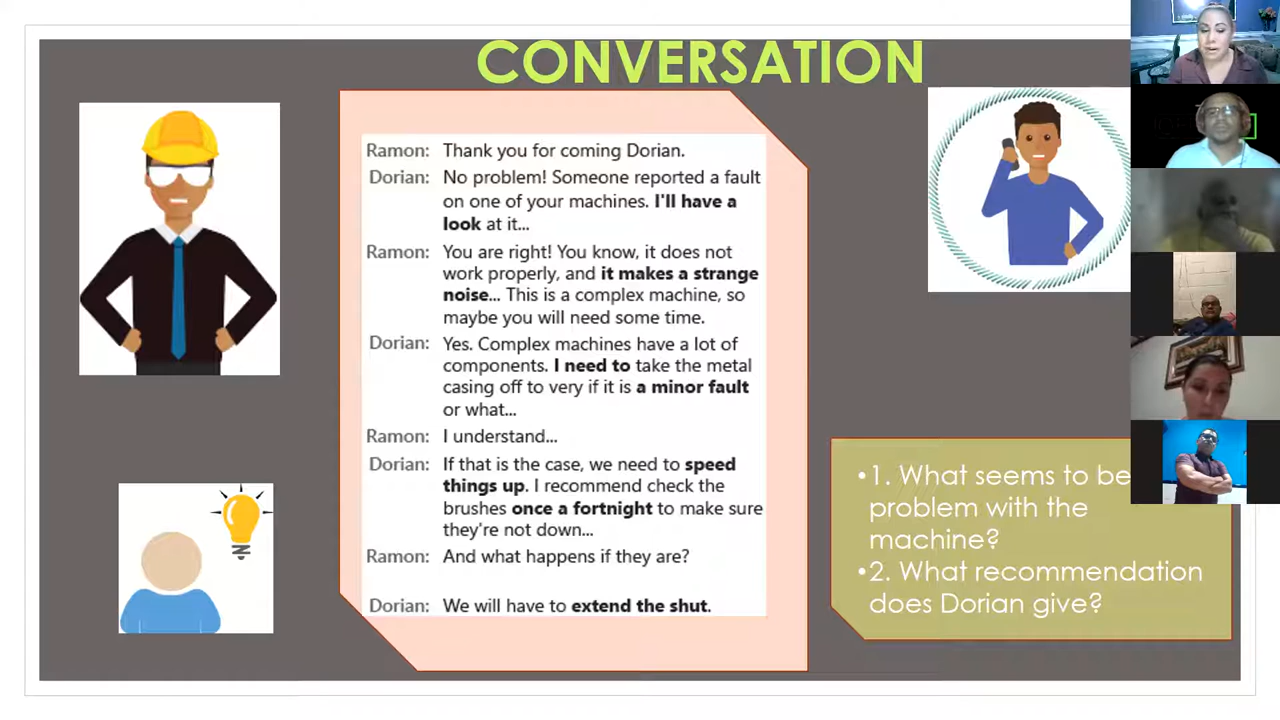 CONVERSATION
Ramon: Thank you for coming Dorian.
Dorian: No problem! Someone reported a fault
on one of your machines. I'll have a
look at it...
Ramon: You are right! You know, it does not
work properly, and it makes a strange
noise... This is a complex machine, so
maybe you will need some time.
Dorian: Yes. Complex machines have a lot of
components. I need to take the metal
casing off to very if it is a minor fault
or what...
Ramon: I understand...
Dorian: If that is the case, we need to speed
things up. I recommend check the
brushes once a fortnight to make sure
they're not down...
Ramon: And what happens if they are?
Dorian: We will have to extend the shut.
•1. What seems to be
problem with the
machine?
•2. What recommendation
does Dorian give?